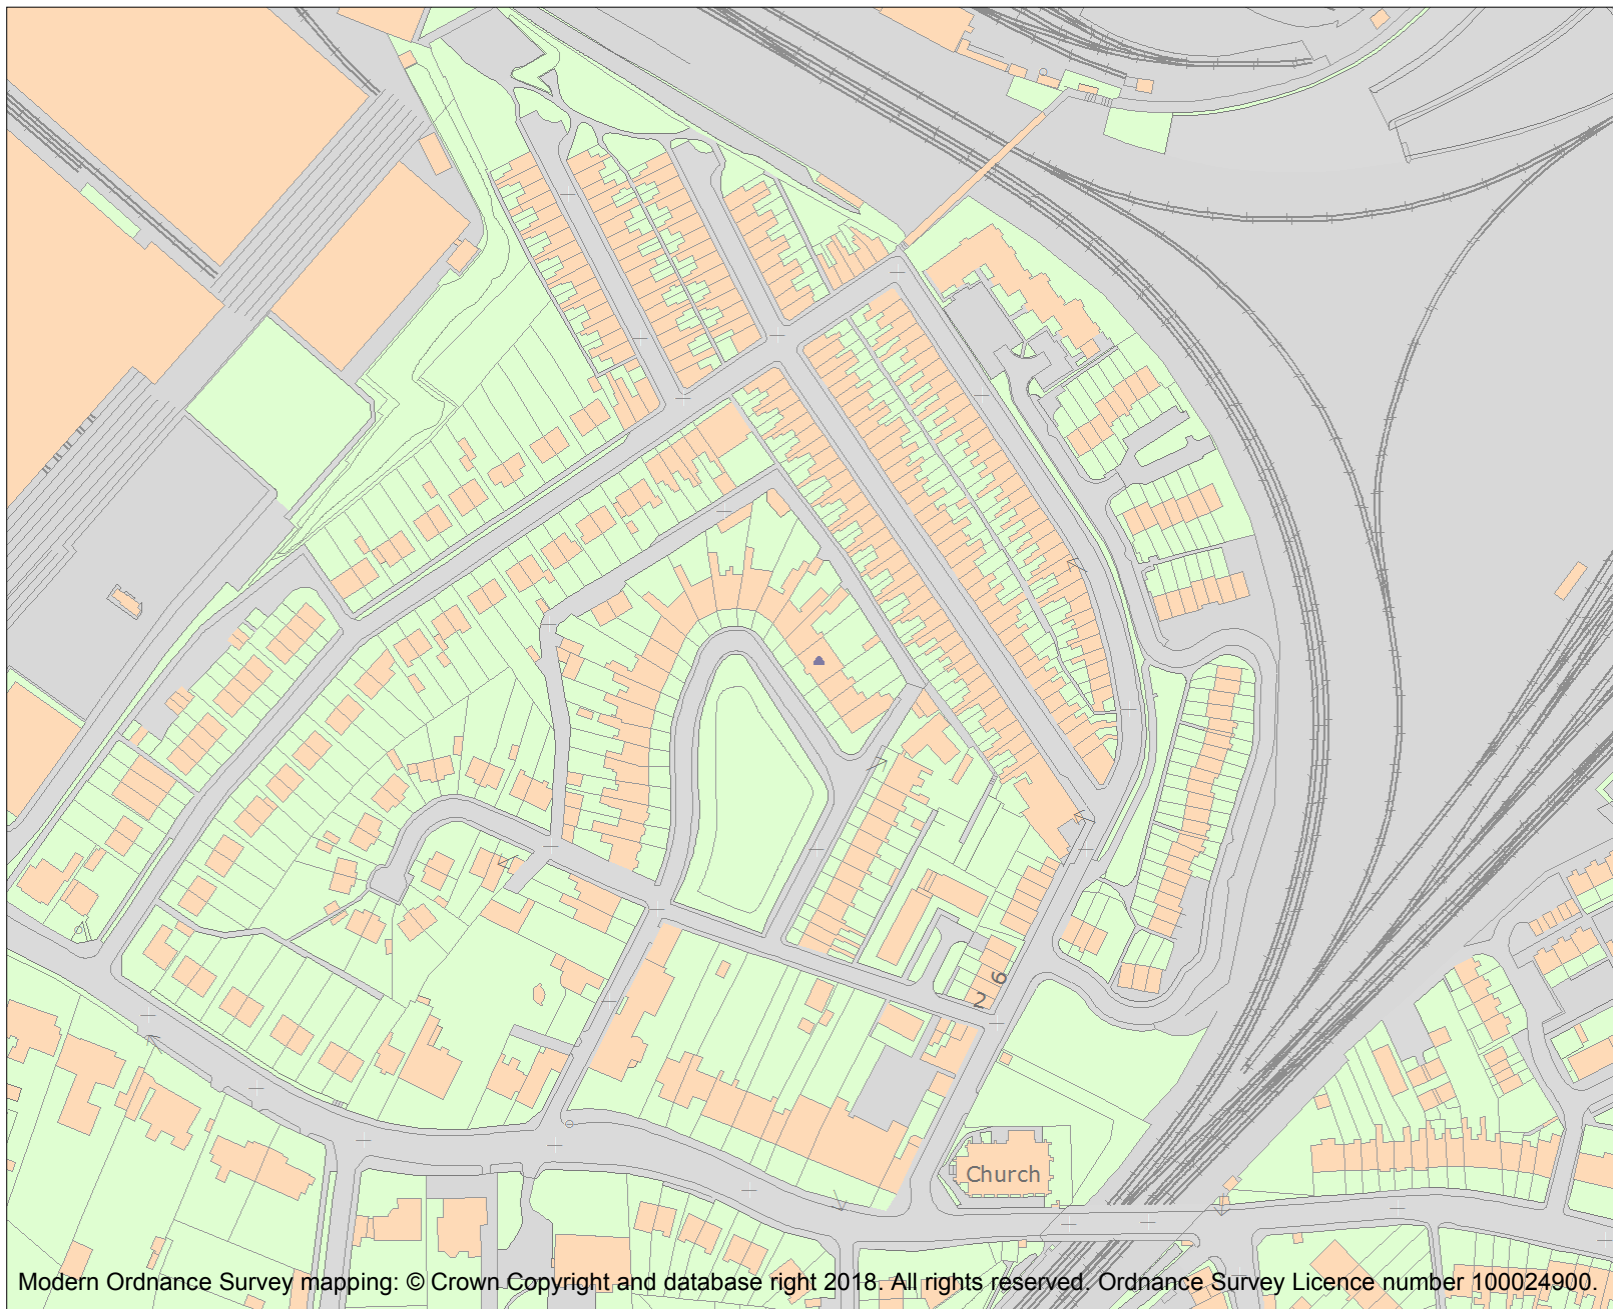 6
2
Church
Modern Ordnance Survey mapping: © Crown Copyright and database right 2018. All rights reserved. Ordnance Survey Licence number 100024900.